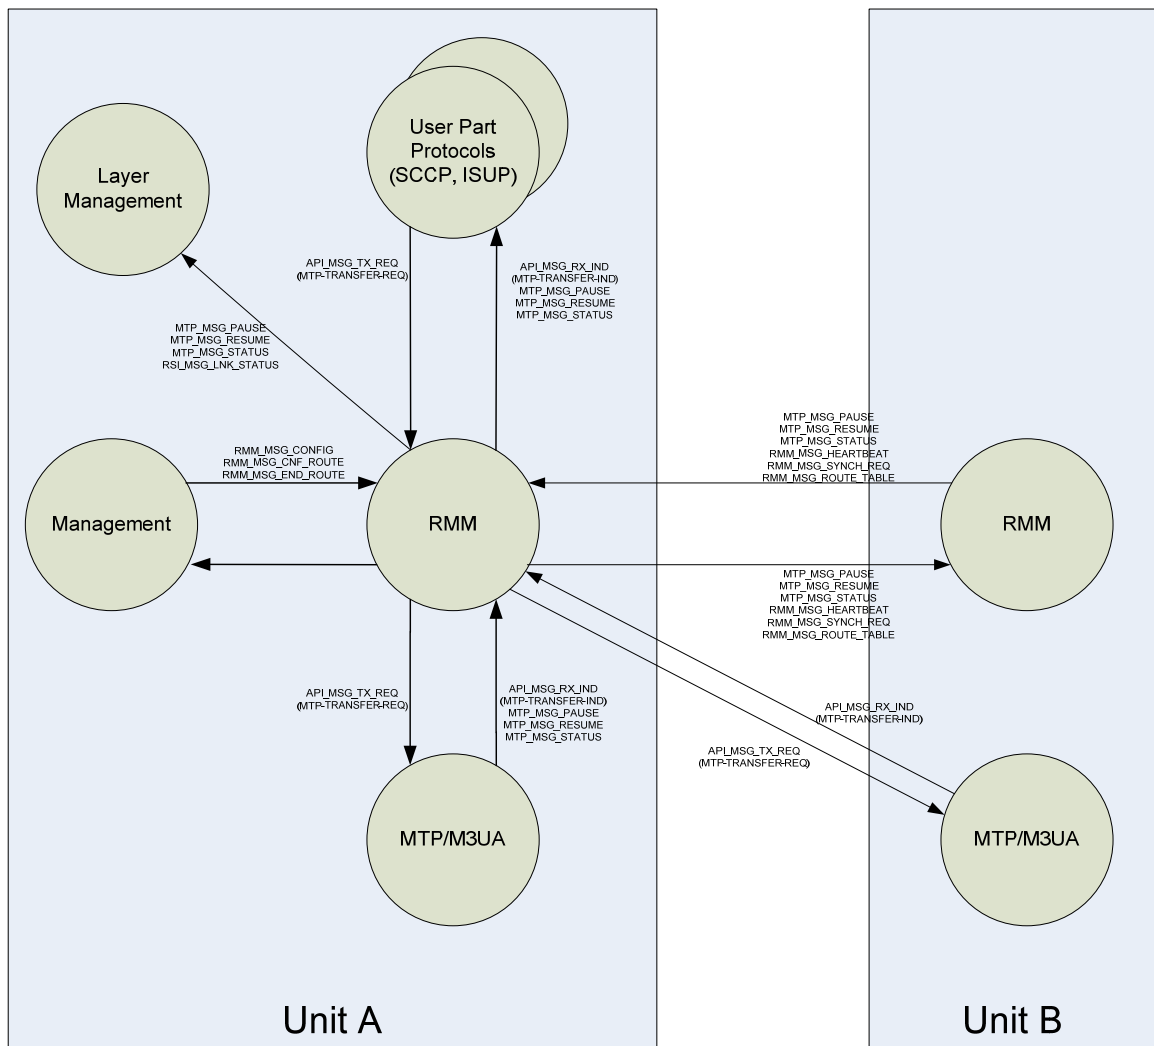 User Part
Protocols
(SCCP, ISUP)
Layer
Management
API_MSG_TX_REQ
(MTP-TRANSFER-REQ)
API_MSG_RX_IND
(MTP-TRANSFER-IND)
MTP_MSG_PAUSE
MTP_MSG_RESUME
MTP_MSG_STATUS
MTP_MSG_PAUSE
MTP_MSG_RESUME
MTP_MSG_STATUS
RSI_MSG_LNK_STATUS
RMM_MSG_CONFIG
RMM_MSG_CNF_ROUTE
RMM_MSG_END_ROUTE
MTP_MSG_PAUSE
MTP_MSG_RESUME
MTP_MSG_STATUS
RMM_MSG_HEARTBEAT
RMM_MSG_SYNCH_REQ
RMM_MSG_ROUTE_TABLE
Management
RMM
RMM
MTP_MSG_PAUSE
MTP_MSG_RESUME
MTP_MSG_STATUS
RMM_MSG_HEARTBEAT
RMM_MSG_SYNCH_REQ
RMM_MSG_ROUTE_TABLE
API_MSG_TX_REQ
(MTP-TRANSFER-REQ)
API_MSG_RX_IND
(MTP-TRANSFER-IND)
MTP_MSG_PAUSE
MTP_MSG_RESUME
MTP_MSG_STATUS
API_MSG_RX_IND
(MTP-TRANSFER-IND)
API_MSG_TX_REQ
(MTP-TRANSFER-REQ)
MTP/M3UA
MTP/M3UA
Unit A
Unit B